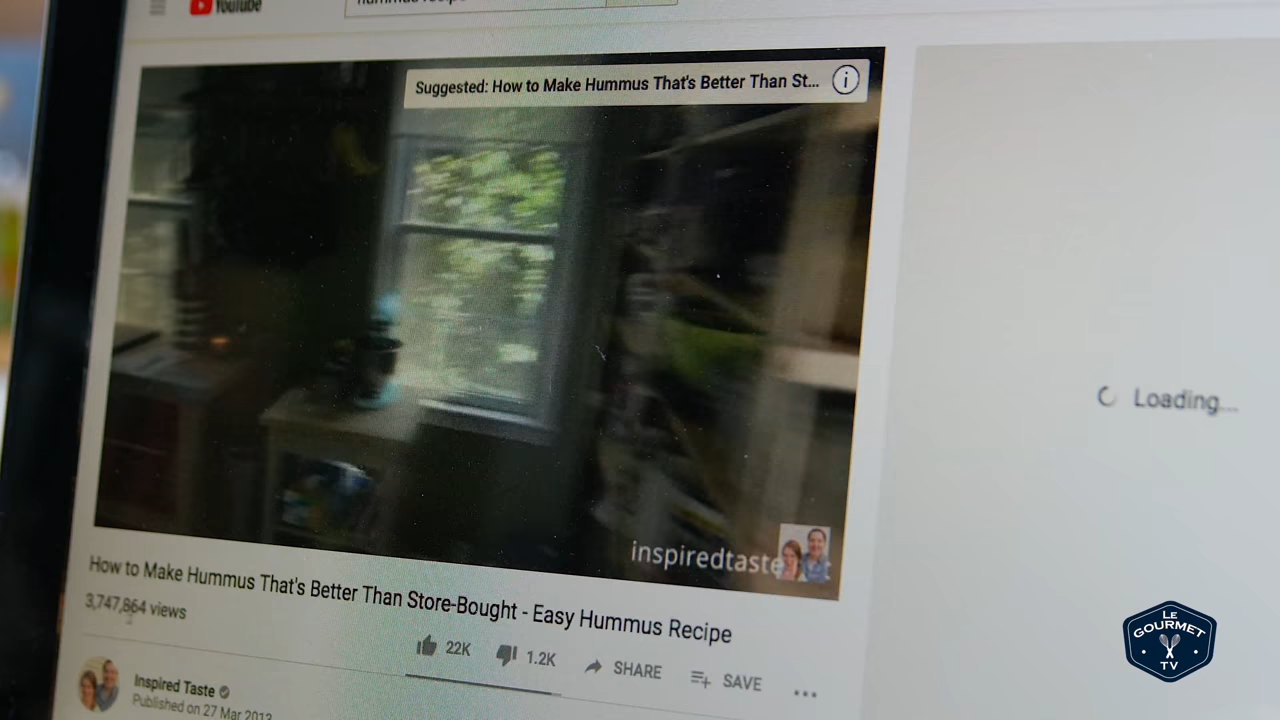 YouTube
hummus recipe
Suggested: How to Make Hummus That's Better Than St...
Loading...
inspiredtaste
How to Make Hummus That's Better Than Store-Bought - Easy Hummus Recipe
3,747,864 views
22K
1.2K
SHARE
SAVE
Inspired Taste
Published on 27 Mar 2013
LE
GOURMET
TV